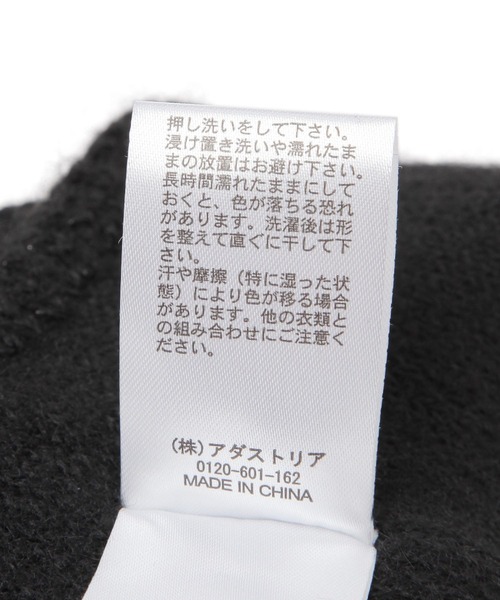 押し洗いをして下さい。
浸け置き洗いや濡れたま
まの放置はお避け下さい。
長時間濡れたままにして
おくと、色が落ちる恐れ
があります。洗濯後は形
を整えて直ぐに干して下
さい。
汗や摩擦（特に湿った状
態）により色が移る場合
があります。他の衣類と
の組み合わせにご注意く
ださい。
（株）アダストリア
0120-601-162
MADE IN CHINA